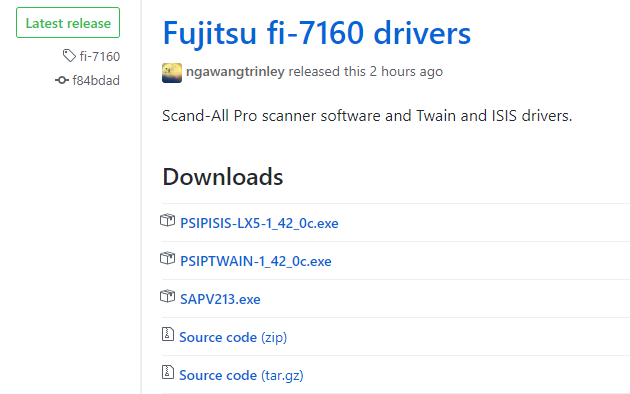 Latest release
fi-7160
f84bdad
Fujitsu fi-7160 drivers
ngawangtrinley released this 2 hours ago
Scand-All Pro scanner software and Twain and ISIS drivers.
Downloads
PSIPISIS-LX5-1_42_0c.exe
PSIPTWAIN-1_42_0c.exe
SAPV213.exe
Source code (zip)
Source code (tar.gz)